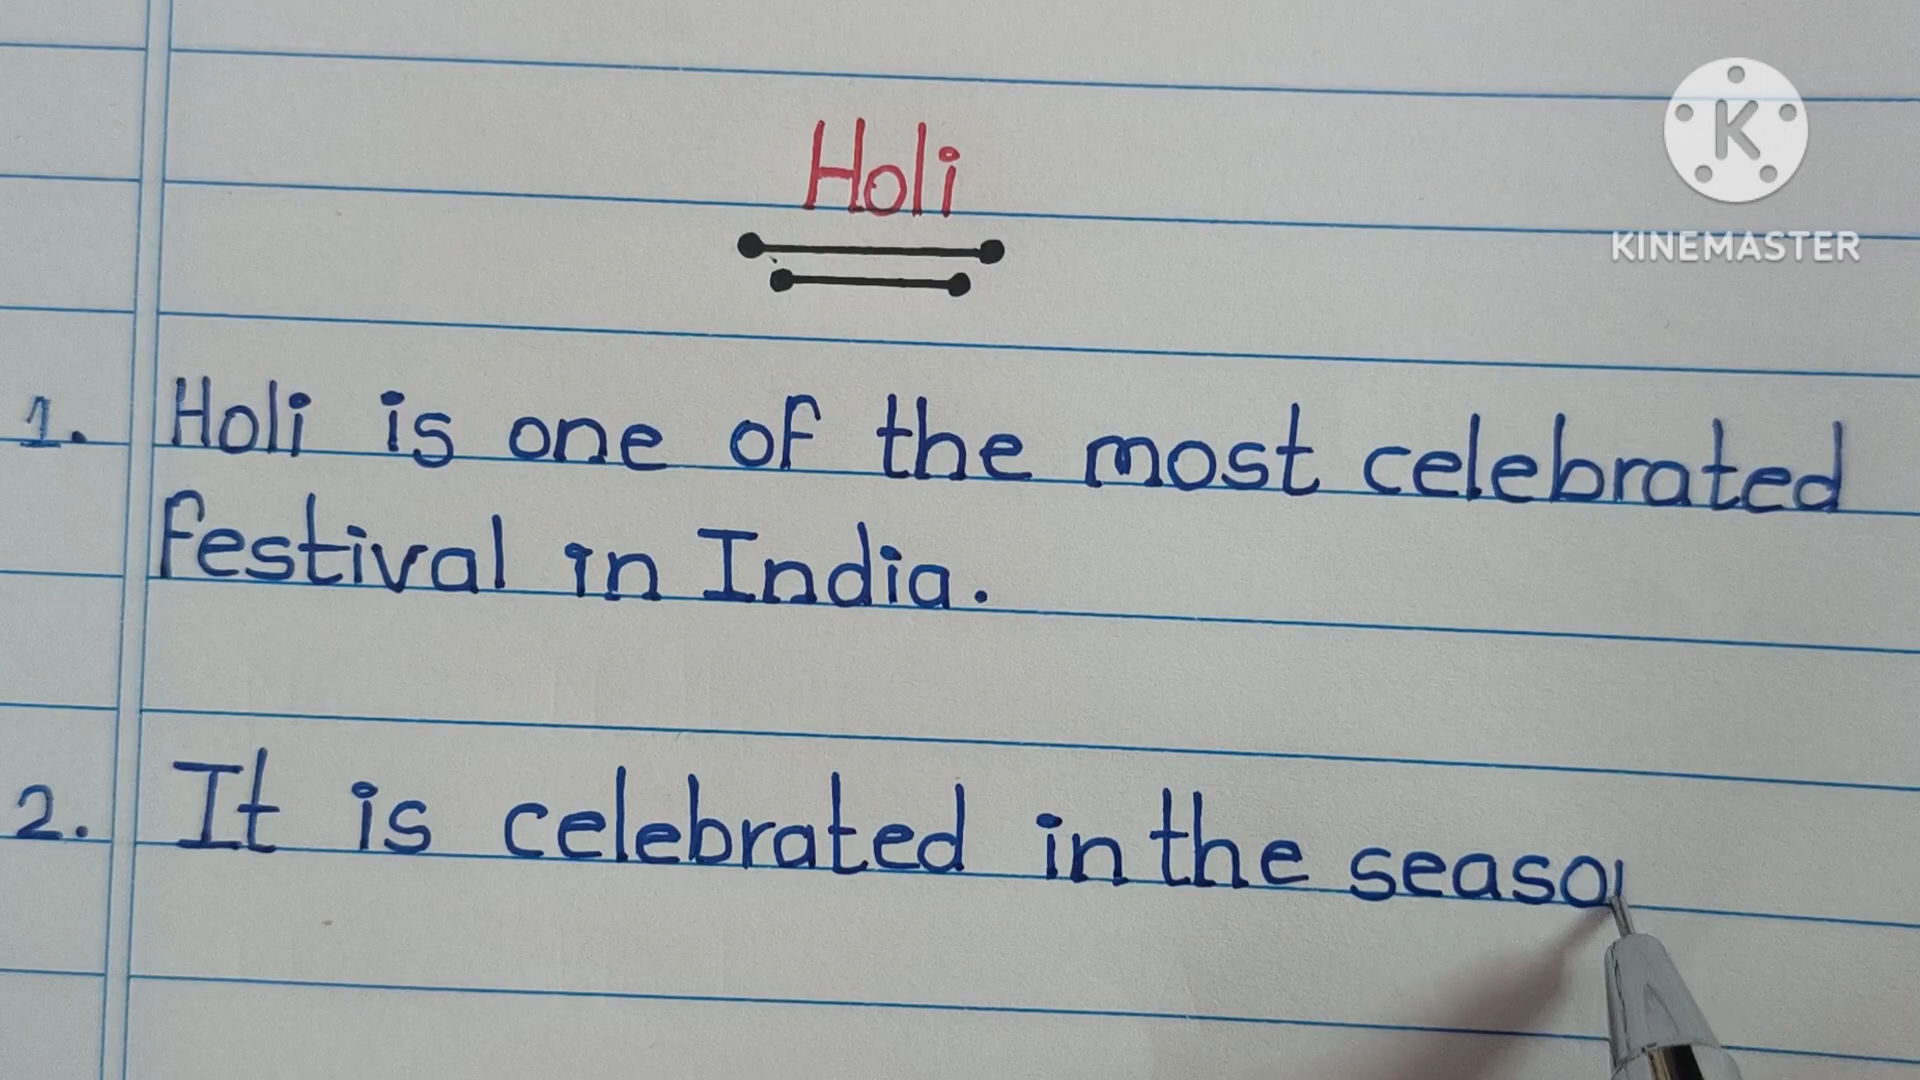 Holi
KINEMASTER
1. Holi is one of the most celebrated
festival in India.
2. It is celebrated in the seaso